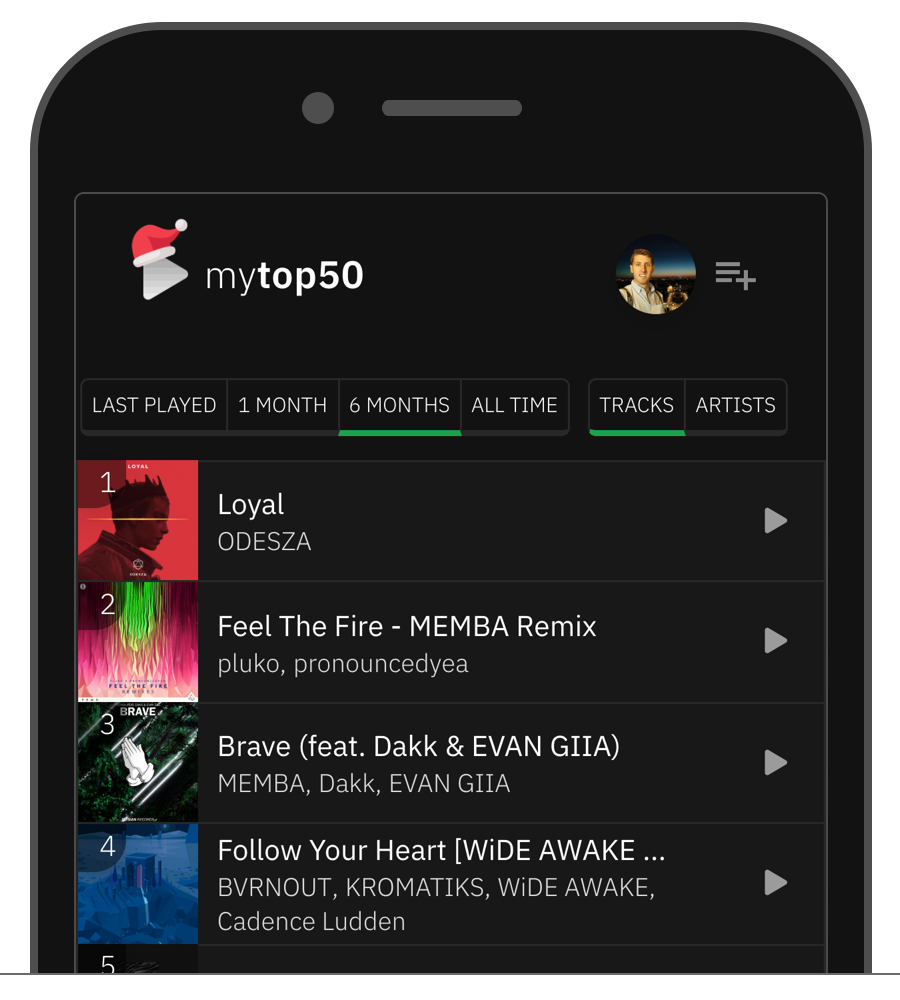 mytop50
LAST PLAYED 1 MONTH 6 MONTHS ALL TIME TRACKS ARTISTS
1
LOYAL
ODESZA
Loyal
ODESZA
2
FEEL THE FIRE
REMIXES
Feel The Fire - MEMBA Remix
pluko, pronouncedyea
3
BRAVE
Brave (feat. Dakk & EVAN GIIA)
MEMBA, Dakk, EVAN GIIA
4
Follow Your Heart [WiDE AWAKE ...
BVRNOUT, KROMATIKS, WiDE AWAKE,
Cadence Ludden
5